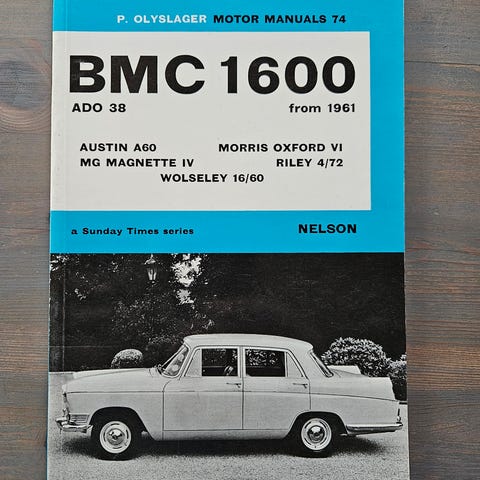 P. OLYSLAGER MOTOR MANUALS 74
BMC 1600
ADO 38 from 1961
AUSTIN A60 MORRIS OXFORD VI
MG MAGNETTE IV RILEY 4/72
WOLSELEY 16/60
a Sunday Times series NELSON